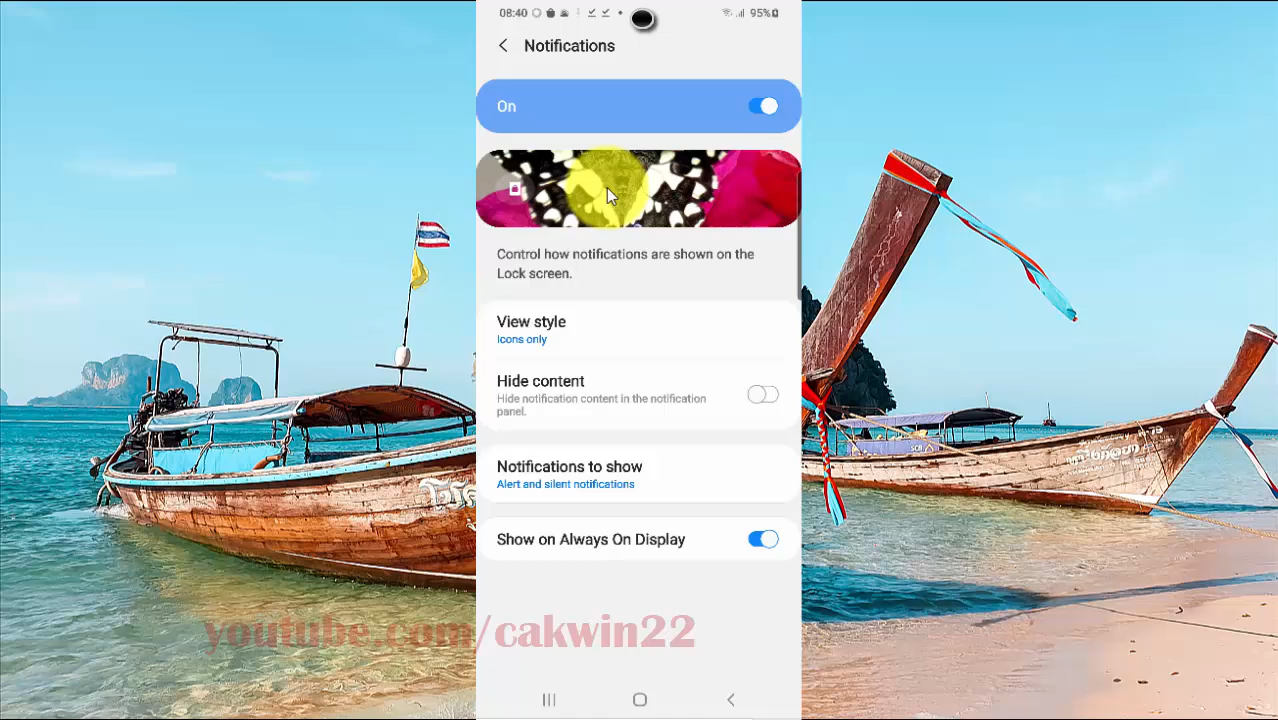 08:40
95%
Notifications
On
Control how notifications are shown on the
Lock screen.
View style
Icons only
Hide content
Hide notification content in the notification
panel.
Notifications to show
Alert and silent notifications
Show on Always On Display
youtube.com/cakwin22